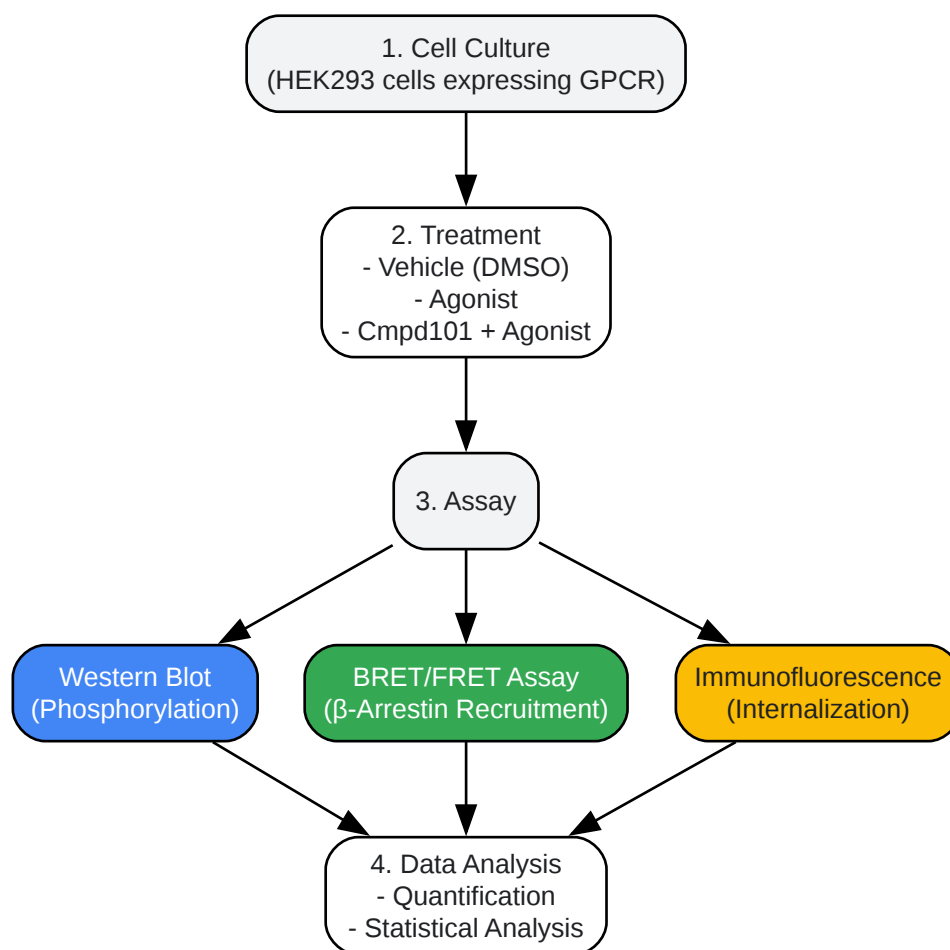 1. Cell Culture
(HEK293 cells expressing GPCR)
2. Treatment
- Vehicle (DMSO)
- Agonist
- Cmpd101 + Agonist
3. Assay
Western Blot
(Phosphorylation)
BRET/FRET Assay
(β-Arrestin Recruitment)
Immunofluorescence
(Internalization)
4. Data Analysis
- Quantification
- Statistical Analysis